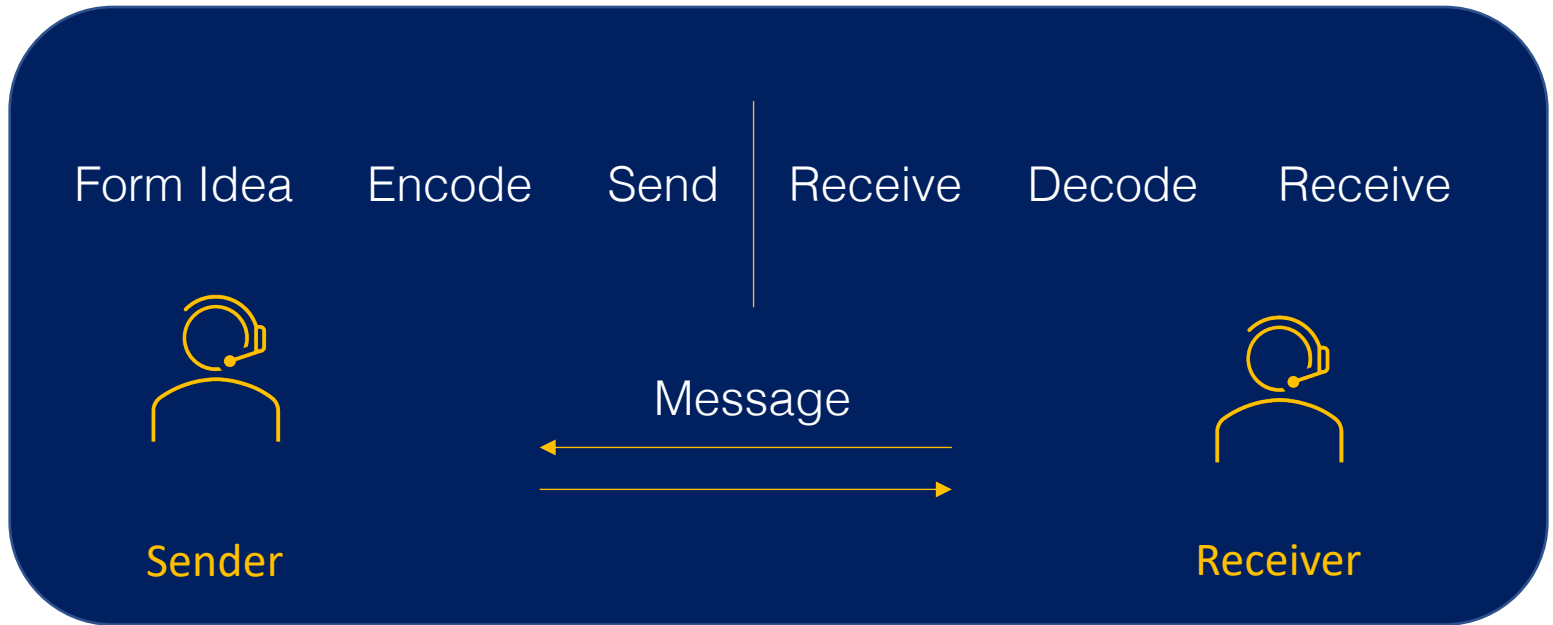 Form Idea Encode Send Receive Decode Receive
Message
Sender Receiver